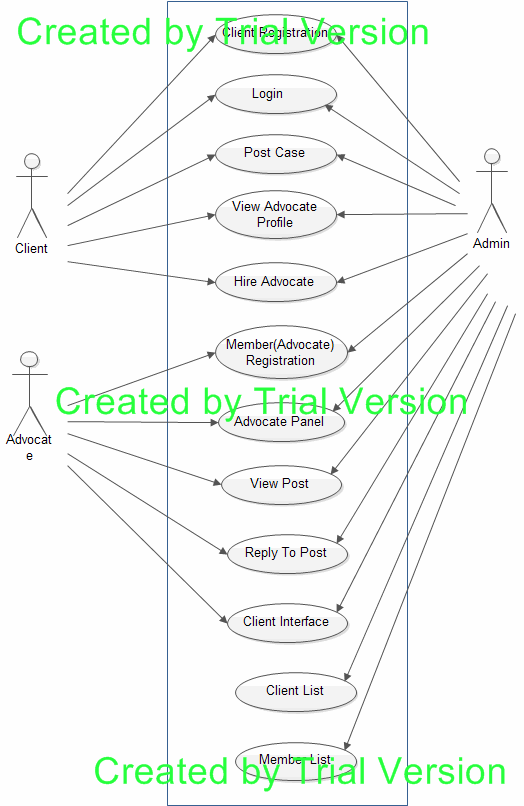 Created by Trial Version
Client Registration
Login
Post Case
View Advocate
Profile
Client
Admin
Hire Advocate
Member(Advocate)
Registration
Created by Trial Version
Advocate Panel
Advocat
e
View Post
Reply To Post
Client Interface
Client List
Member List
Created by Trial Version